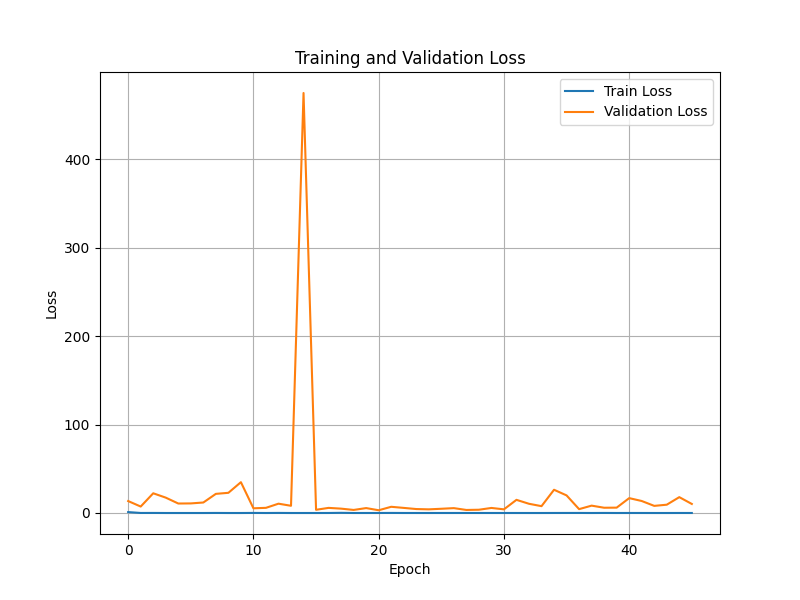 Training and Validation Loss
Train Loss
Validation Loss
400
300
200
100
0
Loss
0 10 20 30 40
Epoch